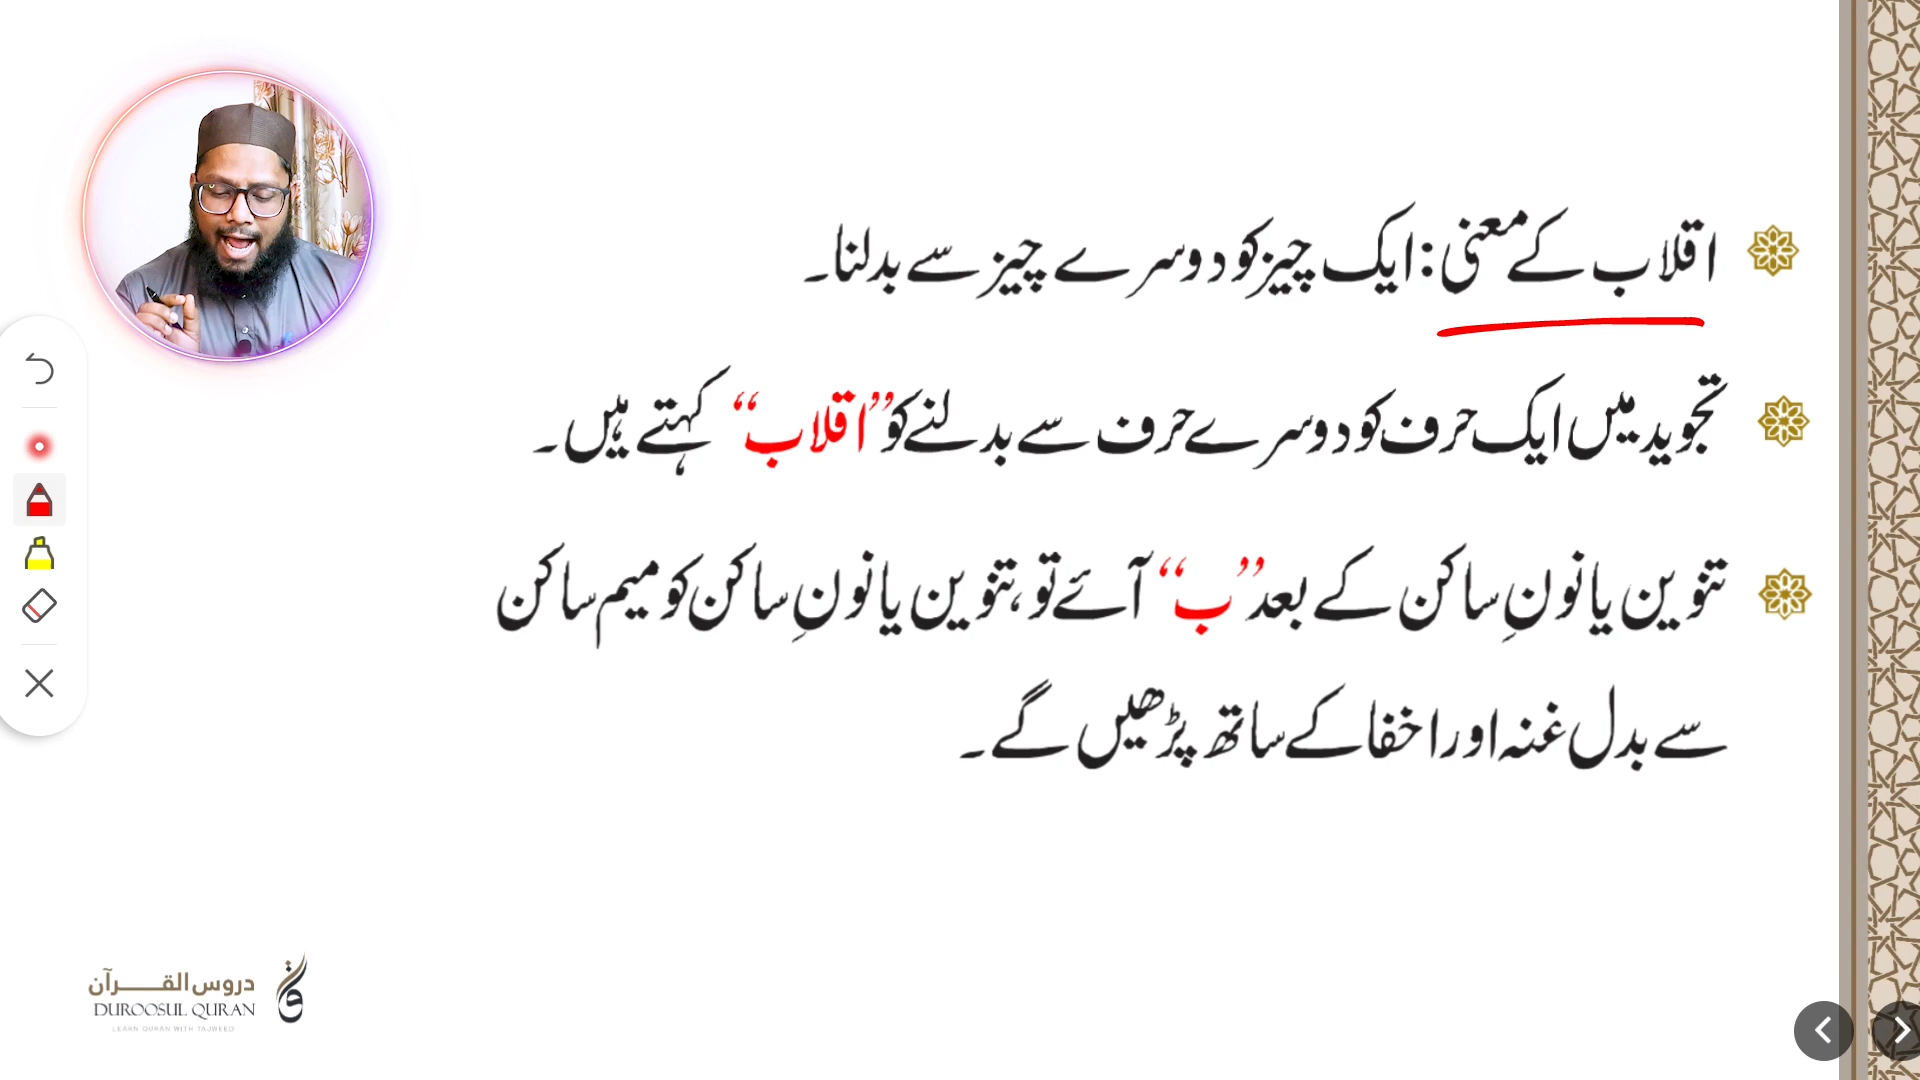 اقلاب کے معنی: ایک چیز کو دوسرے چیز سے بدلنا۔
تجوید میں ایک حرف کو دوسرے حرف سے بدلنے کو ”اقلاب“ کہتے ہیں۔
تنوین یا نونِ ساکن کے بعد ”ب“ آئے تو، تنوین یا نونِ ساکن کو میم ساکن
سے بدل غنہ اور اخفا کے ساتھ پڑھیں گے۔
دروس القـــرآن
DUROOSUL QURAN
LEARN QURAN WITH TAJWEED